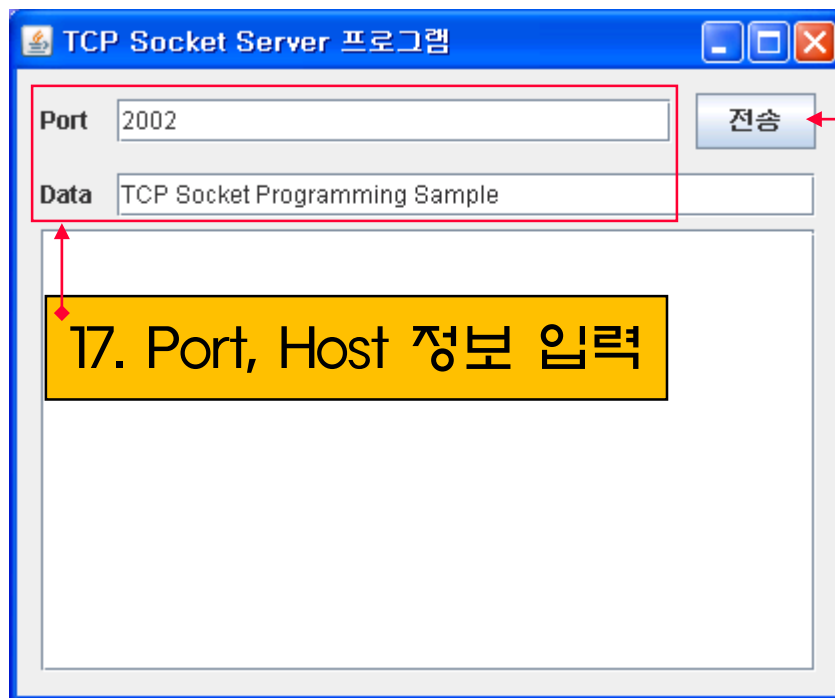 TCP Socket Server 프로그램
Port 2002 전송
Data TCP Socket Programming Sample
17. Port, Host 정보 입력